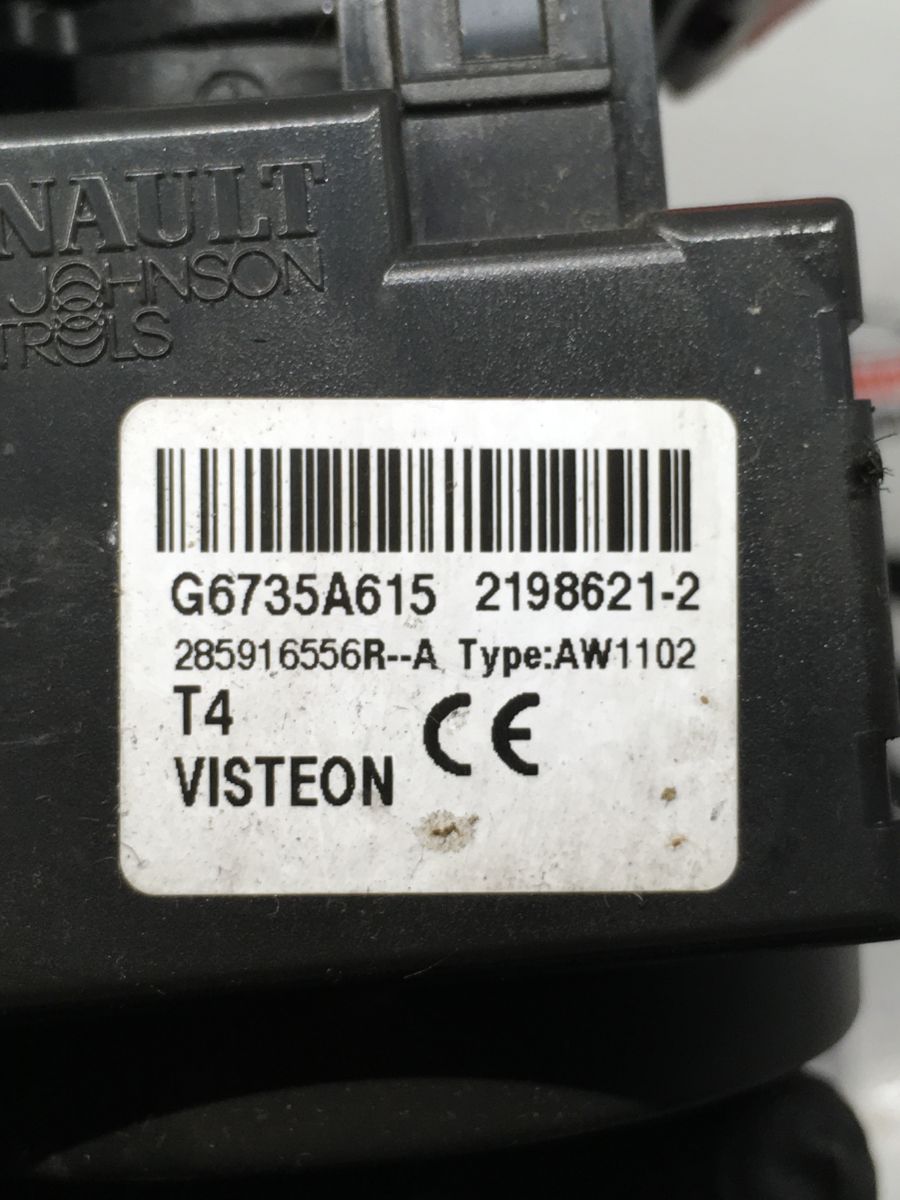 NAULT
JOHNSON
TROLS
G6735A615 2198621-2
285916556R--A Type:AW1102
T4 CE
VISTEON